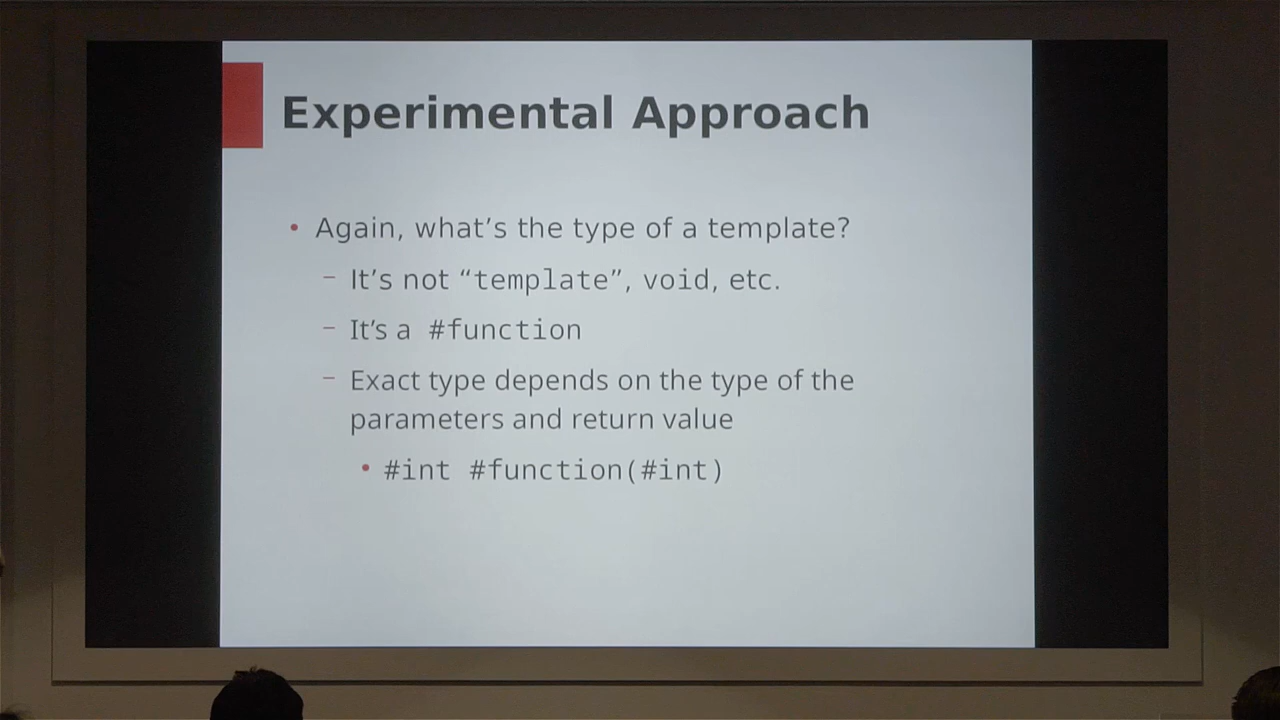 Experimental Approach
• Again, what’s the type of a template?
– It’s not “template”, void, etc.
– It’s a #function
– Exact type depends on the type of the
parameters and return value
• #int #function(#int)